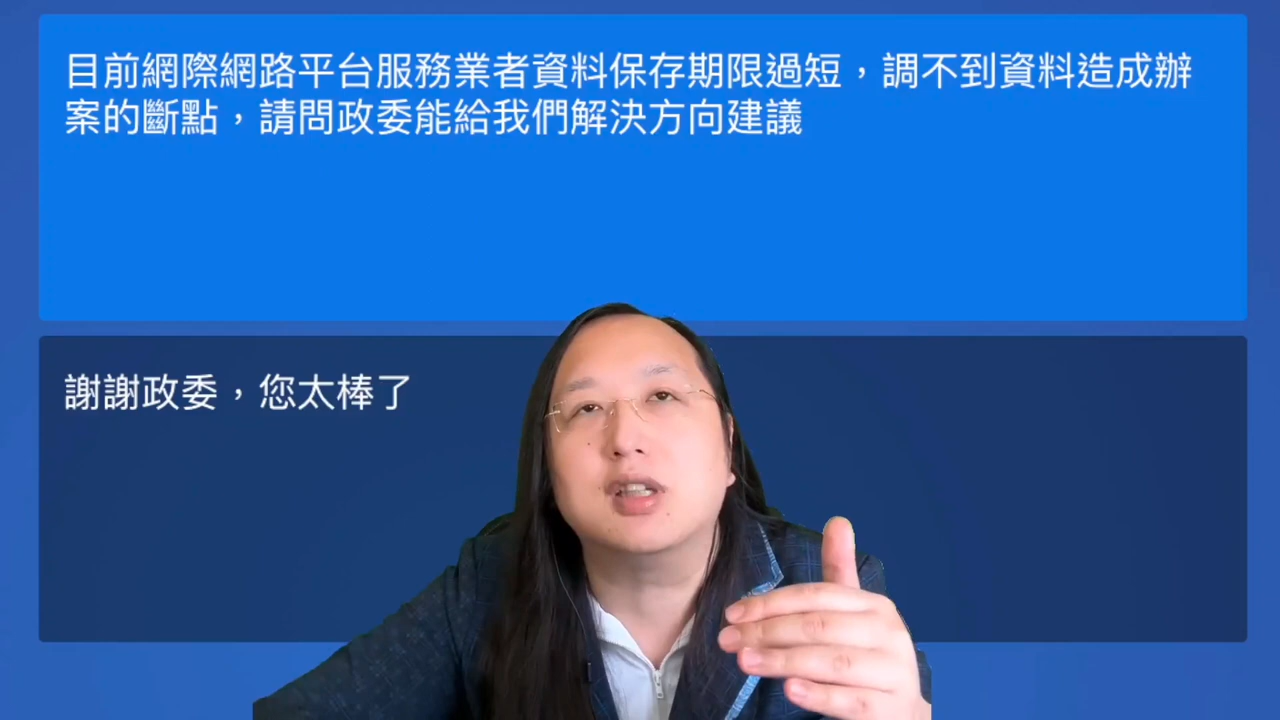 目前網際網路平台服務業者資料保存期限過短，調不到資料造成辦
案的斷點，請問政委能給我們解決方向建議
謝謝政委，您太棒了